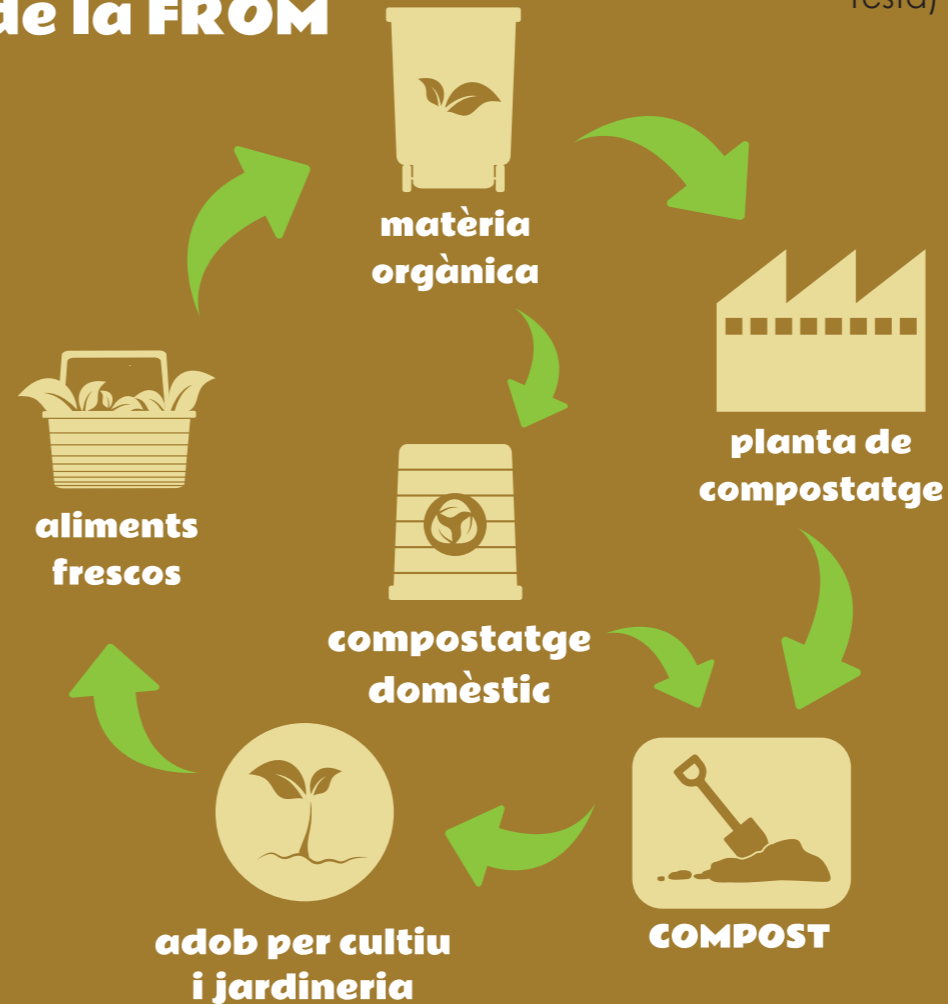 de la FROM
matèria
orgànica
planta de
compostatge
aliments
frescos
compostatge
domèstic
COMPOST
adob per cultiu
i jardineria